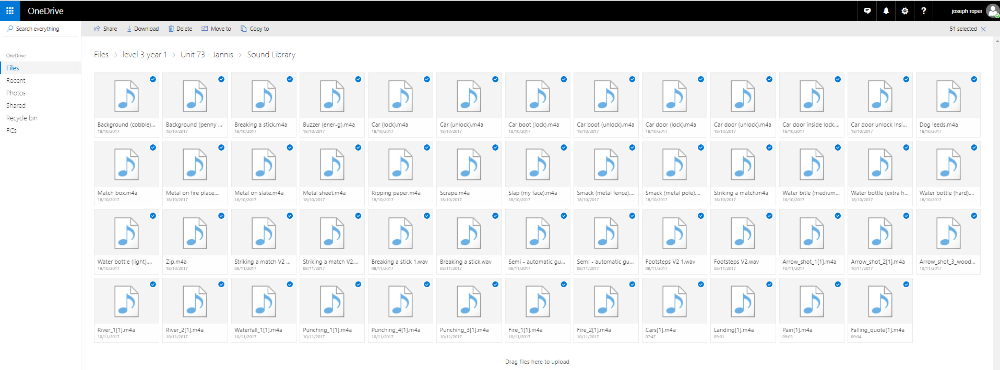 OneDrive
joseph roper
Search everything
Share Download Delete Move to Copy to
51 selected
OneDrive
Files
Recent
Photos
Shared
Recycle bin
PCs
Files > level 3 year 1 > Unit 73 - Jannis > Sound Library
Background (cobble)... Background (penny ... Breaking a stick.m4a Buzzer (ener-g).m4a Car (lock).m4a Car (unlock).m4a Car boot (lock).m4a Car boot (unlock).m4a Car door (lock).m4a Car door (unlock).m4a Car door inside lock.... Car door unlock insi... Dog leeds.m4a
18/10/2017 18/10/2017 18/10/2017 18/10/2017 18/10/2017 18/10/2017 18/10/2017 18/10/2017 18/10/2017 18/10/2017 18/10/2017 18/10/2017 18/10/2017
Match box.m4a Metal on fire place.... Metal on slate.m4a Metal sheet.m4a Ripping paper.m4a Scrape.m4a Slap (my face).m4a Smack (metal fence).... Smack (metal pole).... Striking a match.m4a Water bitle (medium... Water bottle (extra h... Water bottle (hard)....
18/10/2017 18/10/2017 18/10/2017 18/10/2017 18/10/2017 18/10/2017 18/10/2017 18/10/2017 18/10/2017 18/10/2017 18/10/2017 18/10/2017 18/10/2017
Water bottle (light).... Zip.m4a Striking a match V2 ... Striking a match V2.... Breaking a stick 1.wav Breaking a stick.wav Semi - automatic gu... Semi - automatic gu... Footsteps V2 1.wav Footsteps V2.wav Arrow_shot_1[1].m4a Arrow_shot_2[1].m4a Arrow_shot_3_wood...
18/10/2017 18/10/2017 08/11/2017 08/11/2017 08/11/2017 08/11/2017 08/11/2017 08/11/2017 08/11/2017 08/11/2017 10/11/2017 10/11/2017 10/11/2017
River_1[1].m4a River_2[1].m4a Waterfall_1[1].m4a Punching_1[1].m4a Punching_4[1].m4a Punching_3[1].m4a Fire_1[1].m4a Fire_2[1].m4a Cars[1].m4a Landing[1].m4a Pain[1].m4a Falling_quote[1].m4a
10/11/2017 10/11/2017 10/11/2017 10/11/2017 10/11/2017 10/11/2017 10/11/2017 10/11/2017 07:47 09:01 09:03 09:04
Drag files here to upload